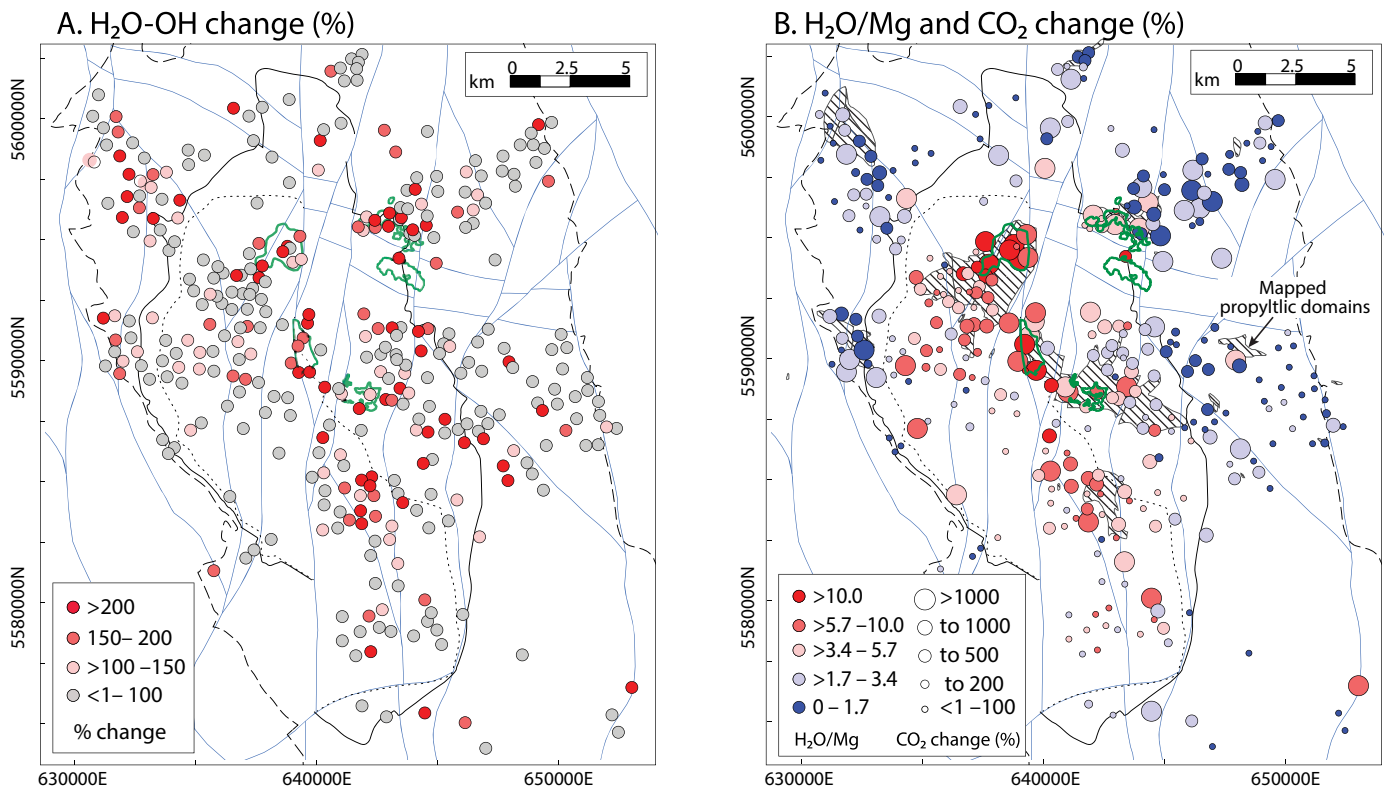 A. H₂O-OH change (%)
km 0 2.5 5
5600000N
5590000N
5580000N
>200
150– 200
>100 –150
<1– 100
% change
630000E 640000E 650000E
B. H₂O/Mg and CO₂ change (%)
km 0 2.5 5
5600000N
5590000N
5580000N
Mapped
propyltlic domains
>10.0 >1000
>5.7 –10.0 to 1000
>3.4 – 5.7 to 500
>1.7 – 3.4 to 200
0 – 1.7 <1 –100
H₂O/Mg CO₂ change (%)
630000E 640000E 650000E